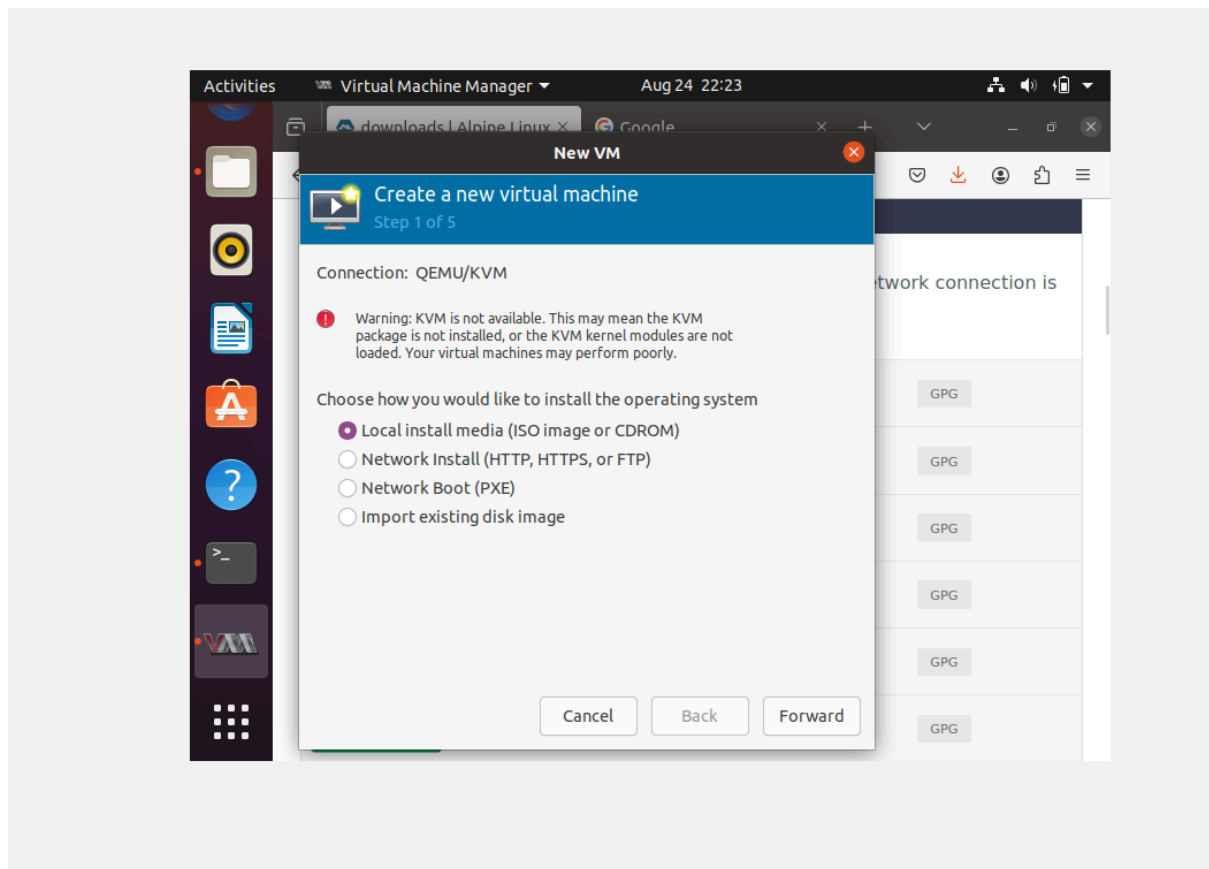 Activities
Virtual Machine Manager
Aug 24 22:23
downloads | Alpine Linux
Google
New VM
Create a new virtual machine
Step 1 of 5
Connection: QEMU/KVM
etwork connection is
Warning: KVM is not available. This may mean the KVM
package is not installed, or the KVM kernel modules are not
loaded. Your virtual machines may perform poorly.
Choose how you would like to install the operating system
Local install media (ISO image or CDROM)
Network Install (HTTP, HTTPS, or FTP)
Network Boot (PXE)
Import existing disk image
GPG
GPG
GPG
GPG
GPG
GPG
Cancel
Back
Forward